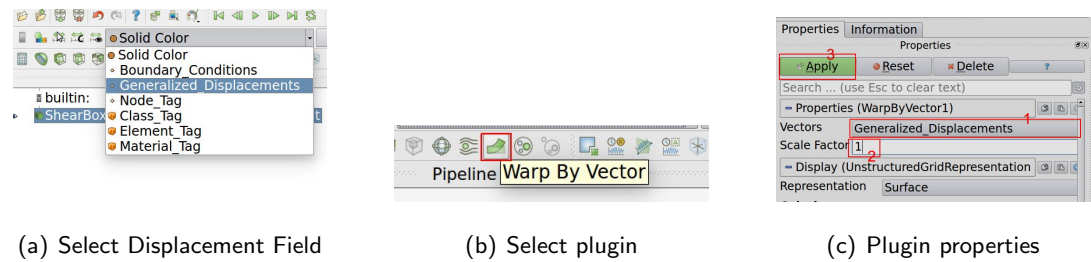 Solid Color
Solid Color
Boundary_Conditions
Generalized_Displacements
Node_Tag
builtin:
Class_Tag
ShearBox
t
Element_Tag
Material_Tag
(a) Select Displacement Field
Pipeline
Warp By Vector
(b) Select plugin
Properties Information
Properties
3
Apply Reset Delete ?
Search ... (use Esc to clear text)
Properties (WarpByVector1)
1
Vectors Generalized_Displacements
Scale Factor 1
2
Display (UnstructuredGridRepresentation
Representation Surface
(c) Plugin properties